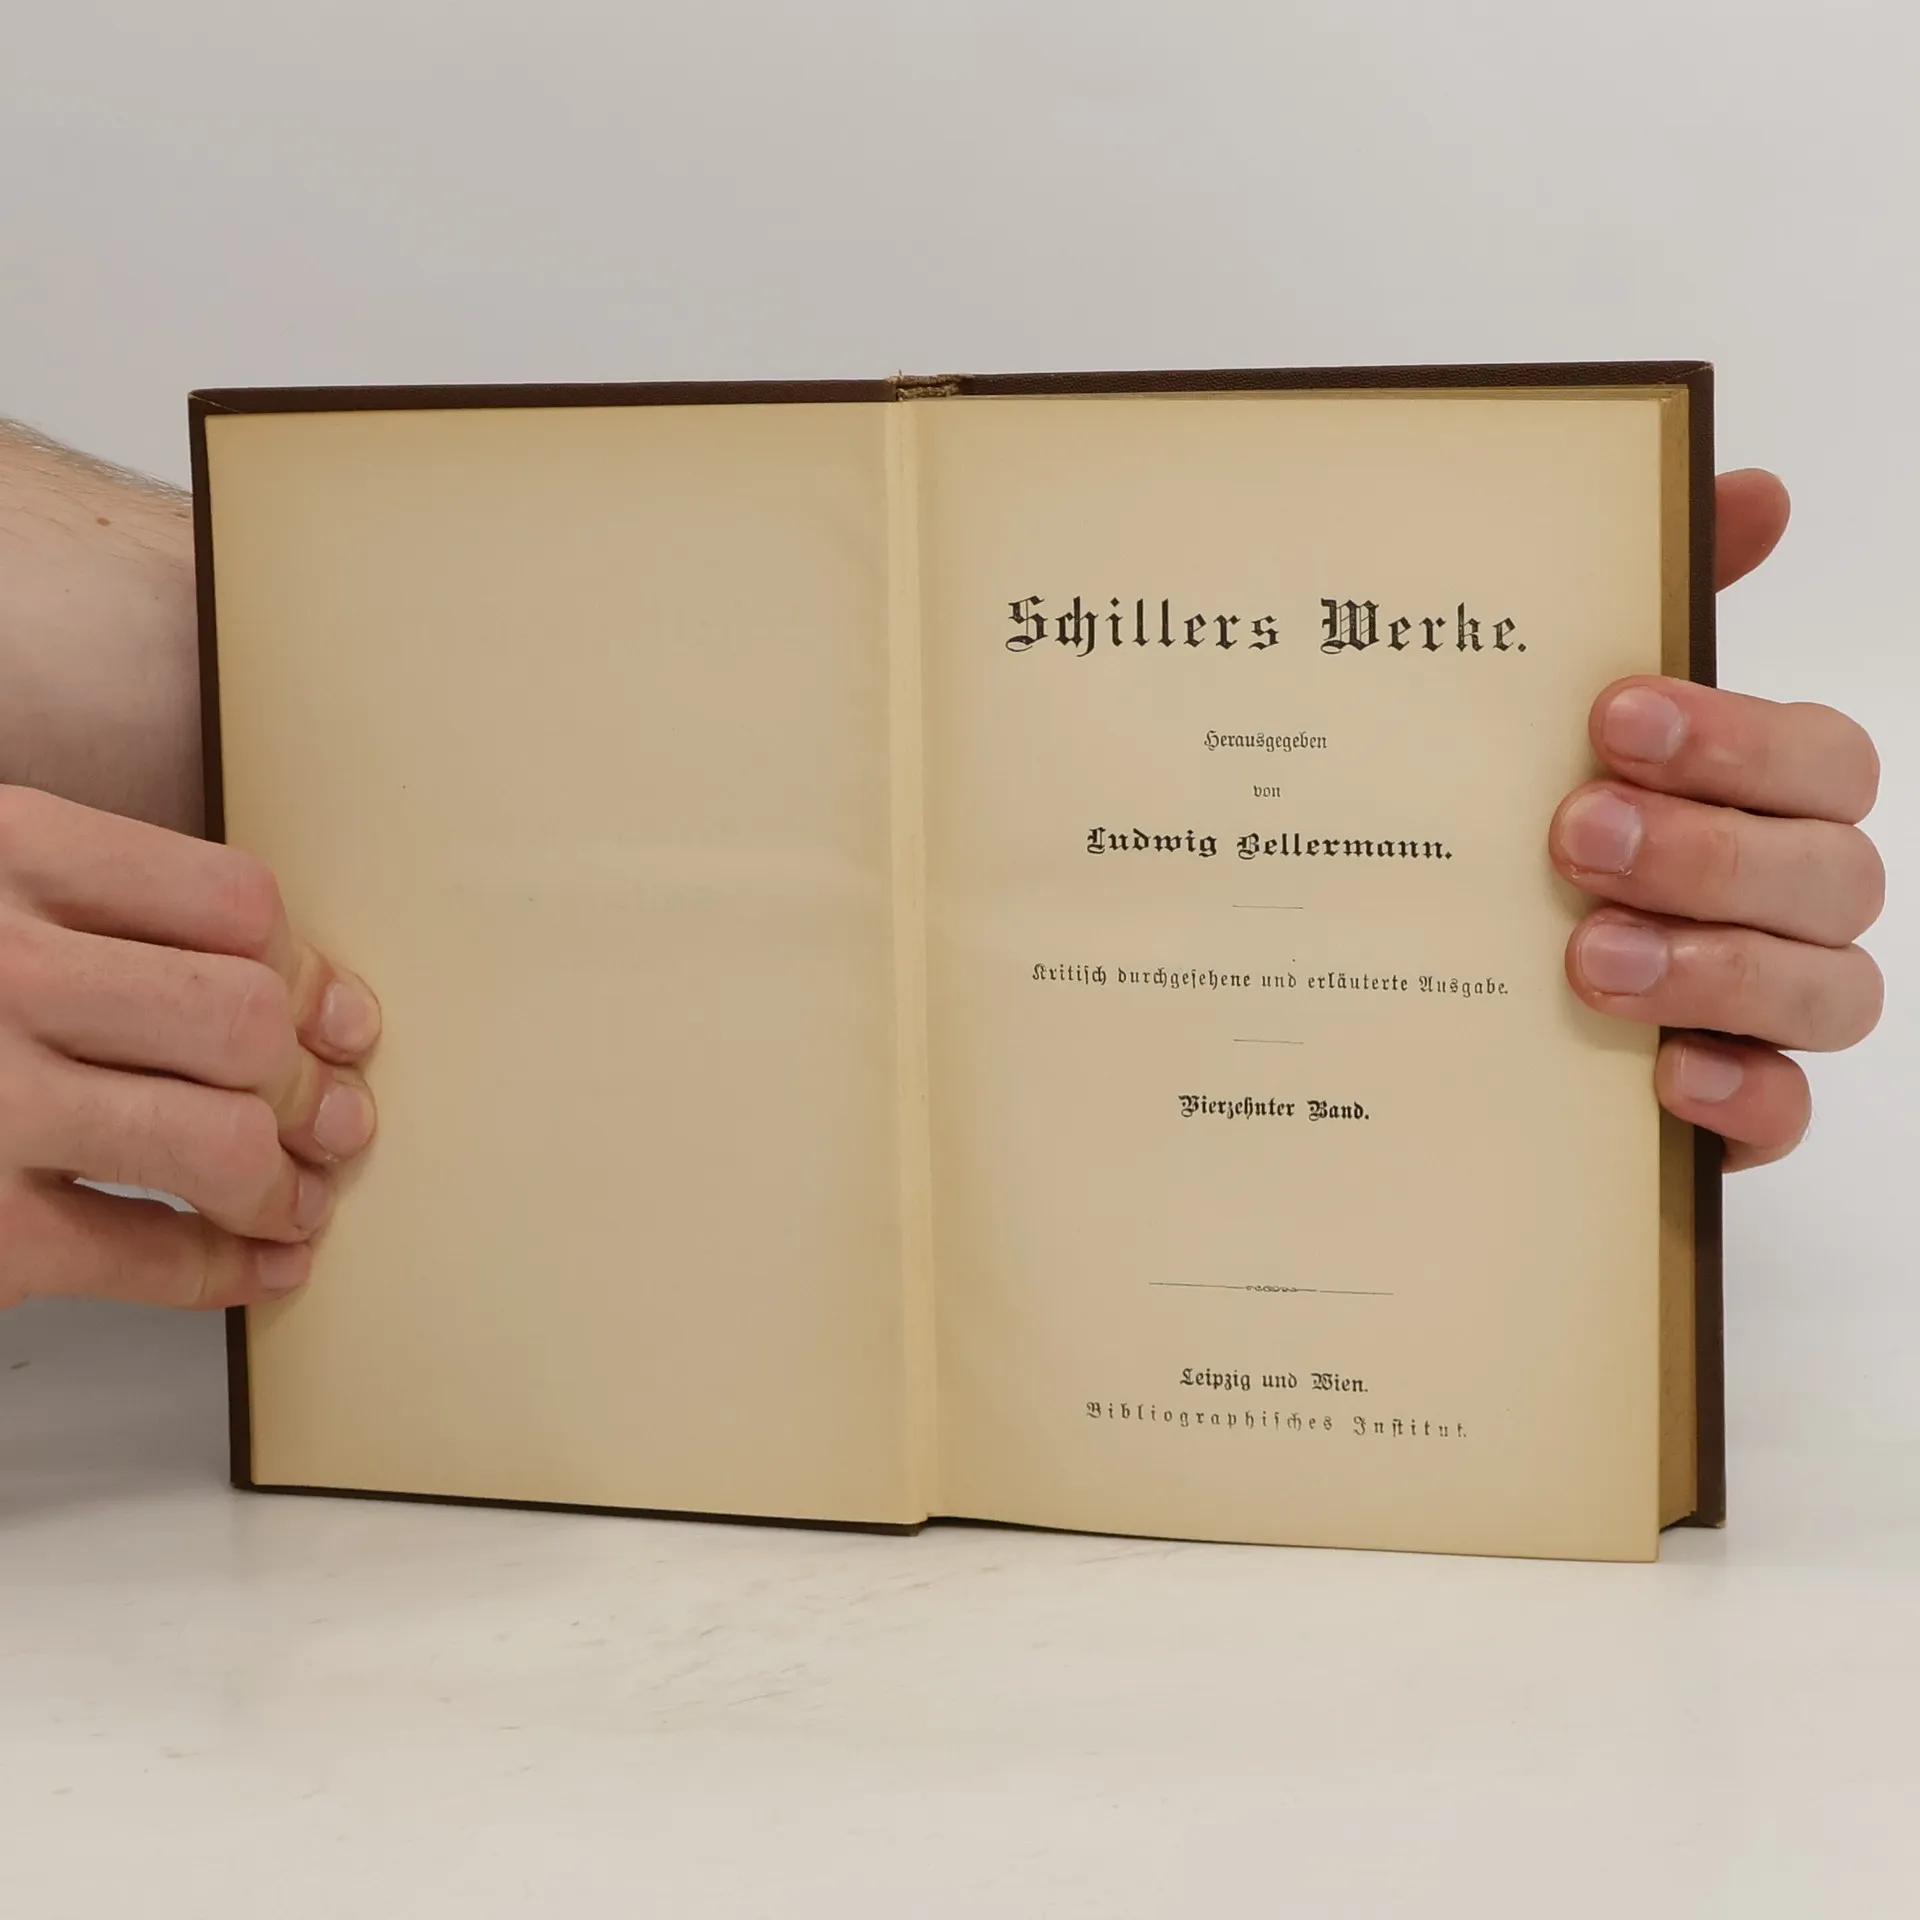 Schillers Werke.
Herausgegeben
von
Ludwig Bellermann.
Kritisch durchgesehene und erläuterte Ausgabe.
Vierzehnter Band.
Leipzig und Wien.
Bibliographisches Institut.